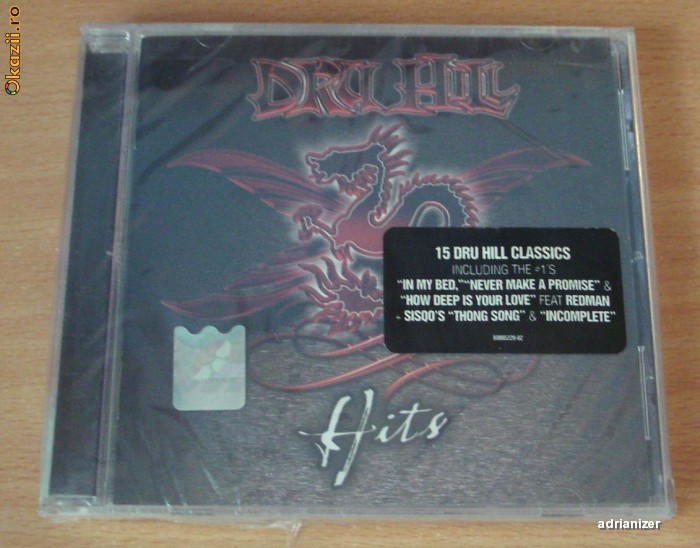 Okazii.ro
DRU HILL
15 DRU HILL CLASSICS
INCLUDING THE #1'S
"IN MY BED," "NEVER MAKE A PROMISE" &
"HOW DEEP IS YOUR LOVE" FEAT REDMAN
- SISQO'S "THONG SONG" & "INCOMPLETE"
Hits
adrianizer